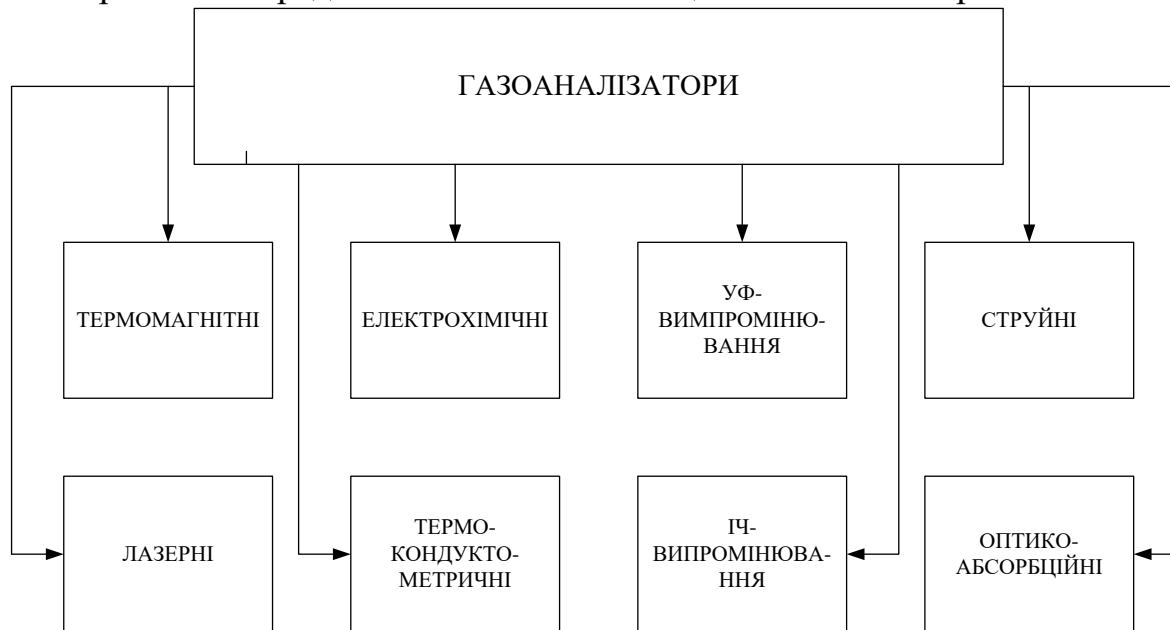 ГАЗОАНАЛІЗАТОРИ
ТЕРМОМАГНІТНІ
ЕЛЕКТРОХІМІЧНІ
УФ-
ВИМПРОМІНЮ-
ВАННЯ
СТРУЙНІ
ЛАЗЕРНІ
ТЕРМО-
КОНДУКТО-
МЕТРИЧНІ
ІЧ-
ВИПРОМІНЮВА-
ННЯ
ОПТИКО-
АБСОРБЦІЙНІ